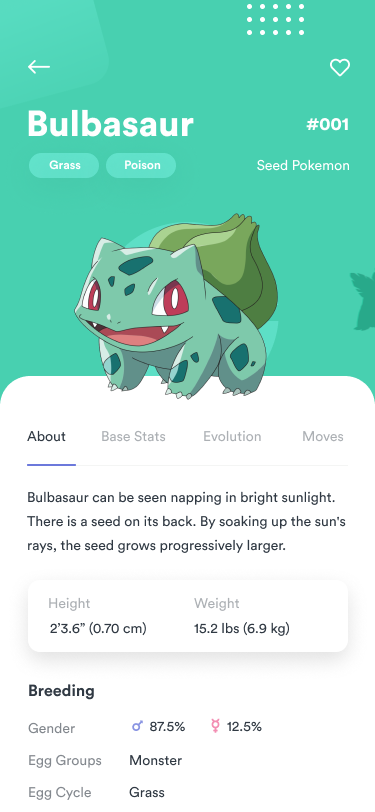 Bulbasaur
#001
Grass Poison
Seed Pokemon
About Base Stats Evolution Moves
Bulbasaur can be seen napping in bright sunlight.
There is a seed on its back. By soaking up the sun's
rays, the seed grows progressively larger.
Height Weight
2’3.6” (0.70 cm) 15.2 lbs (6.9 kg)
Breeding
Gender ♂ 87.5% ☿ 12.5%
Egg Groups Monster
Egg Cycle Grass